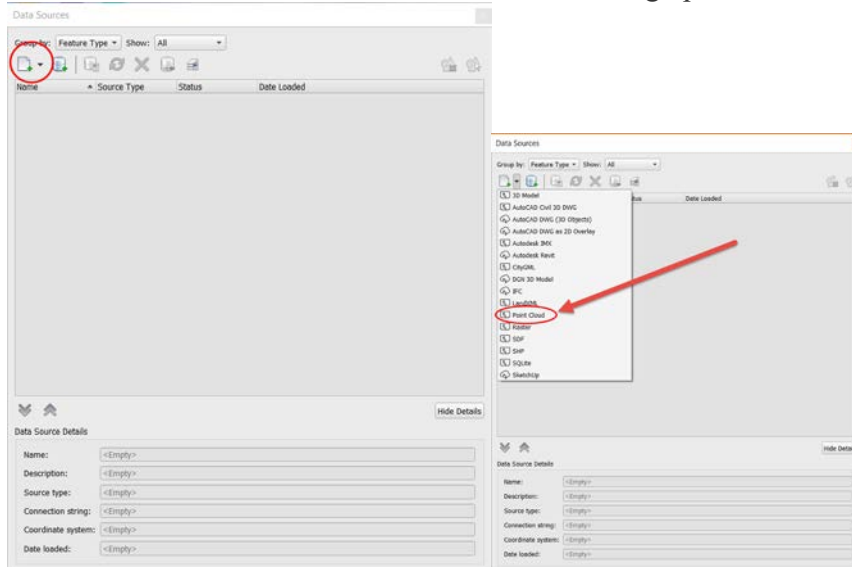 Data Sources
Group by: Feature Type Show: All
Name Source Type Status Date Loaded
Hide Details
Data Source Details
Name: <Empty>
Description: <Empty>
Source type: <Empty>
Connection string: <Empty>
Coordinate system: <Empty>
Date loaded: <Empty>
Data Sources
Group by: Feature Type Show: All
Date Loaded
3D Model
AutoCAD Civil 3D DWG
AutoCAD DWG (3D Objects)
AutoCAD DWG as 2D Overlay
Autodesk IMX
Autodesk Revit
CityGML
DGN 3D Model
IFC
LandXML
Point Cloud
Raster
SDF
SHP
SQLite
SketchUp
Hide Deta
Data Source Details
Name: <Empty>
Description: <Empty>
Source type: <Empty>
Connection string: <Empty>
Coordinate system: <Empty>
Date loaded: <Empty>